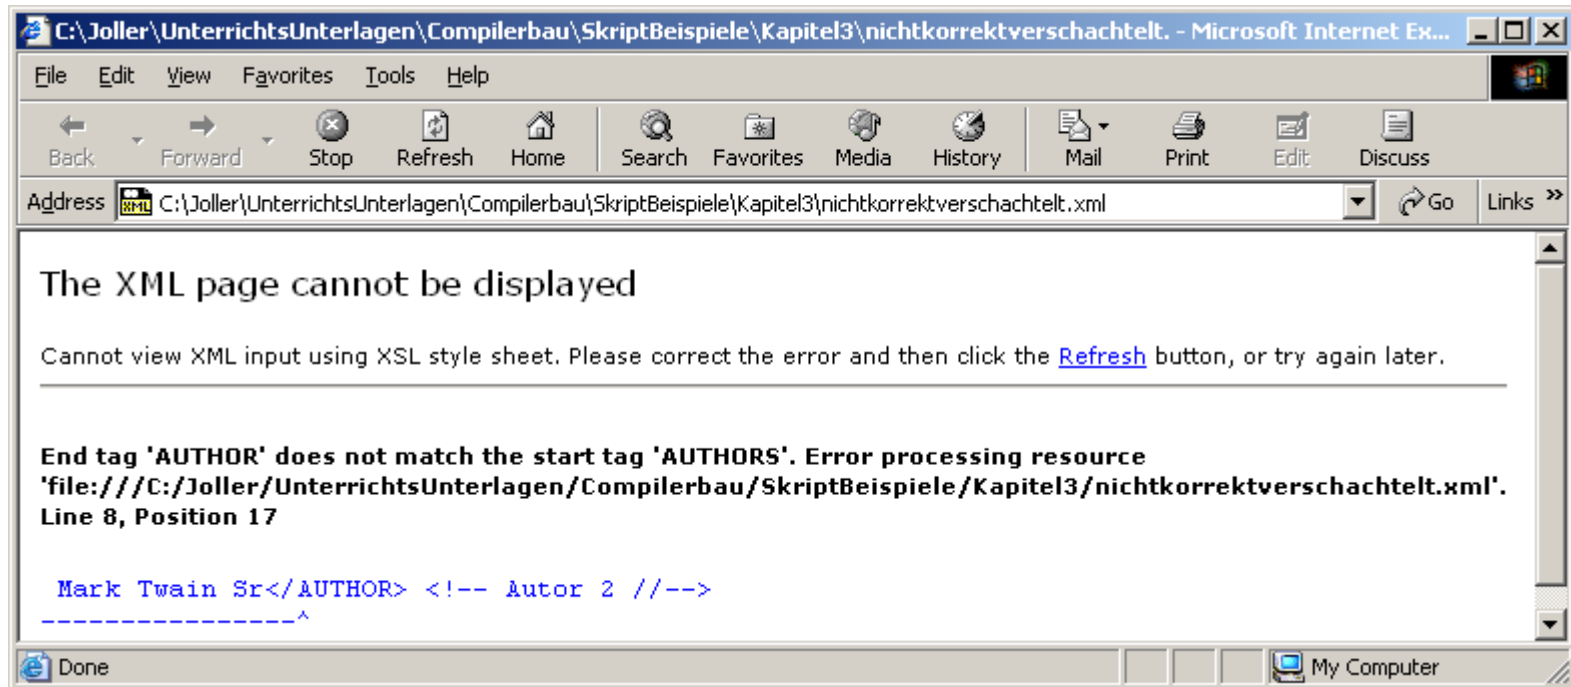 C:\Joller\UnterrichtsUnterlagen\Compilerbau\SkriptBeispiele\Kapitel3\nichtkorrektverschachtelt. - Microsoft Internet Ex...
File Edit View Favorites Tools Help
Back Forward Stop Refresh Home Search Favorites Media History Mail Print Edit Discuss
Address C:\Joller\UnterrichtsUnterlagen\Compilerbau\SkriptBeispiele\Kapitel3\nichtkorrektverschachtelt.xml Go Links »
The XML page cannot be displayed
Cannot view XML input using XSL style sheet. Please correct the error and then click the Refresh button, or try again later.
End tag 'AUTHOR' does not match the start tag 'AUTHORS'. Error processing resource
'file:///C:/Joller/UnterrichtsUnterlagen/Compilerbau/SkriptBeispiele/Kapitel3/nichtkorrektverschachtelt.xml'.
Line 8, Position 17
Mark Twain Sr</AUTHOR> <!-- Autor 2 //-->
----------------^
Done My Computer